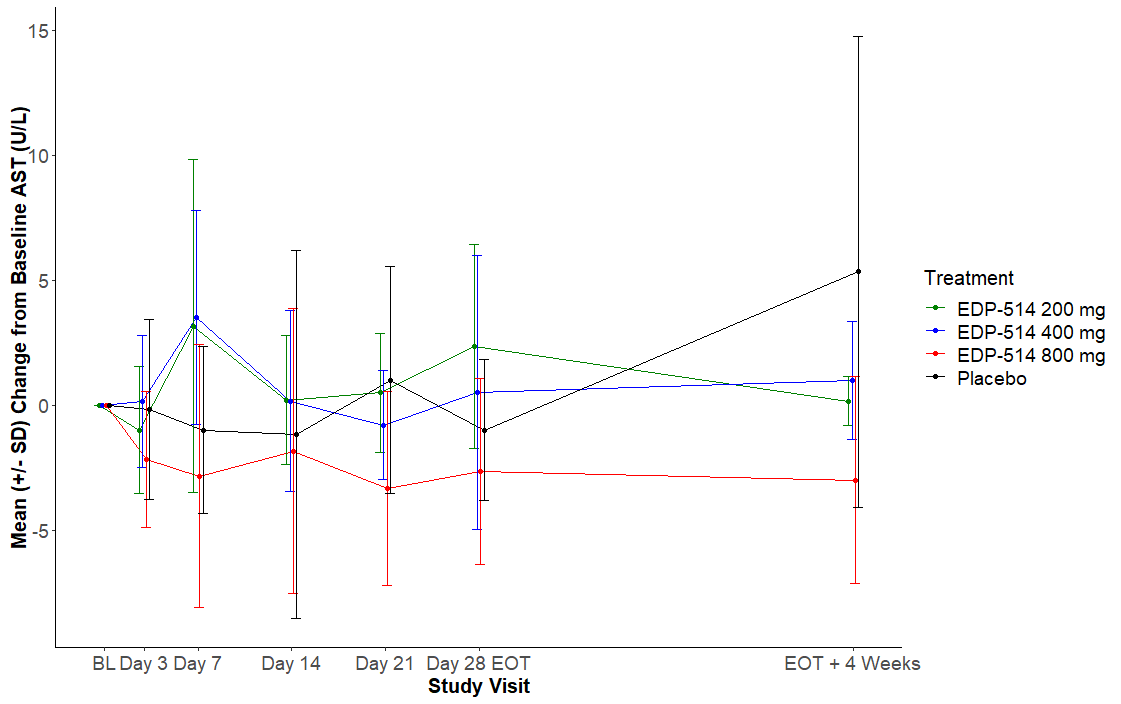 Mean (+/- SD) Change from Baseline AST (U/L)
15
10
5
0
-5
BL Day 3 Day 7 Day 14 Day 21 Day 28 EOT EOT + 4 Weeks
Study Visit
Treatment
EDP-514 200 mg
EDP-514 400 mg
EDP-514 800 mg
Placebo